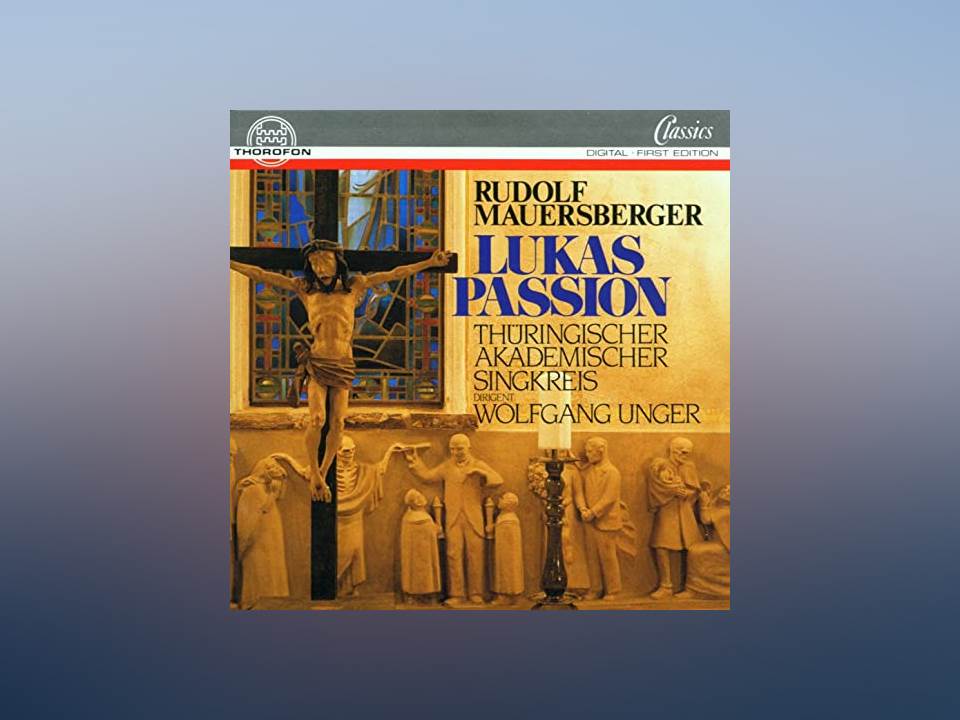 THOROFON
Classics
DIGITAL · FIRST EDITION
RUDOLF
MAUERSBERGER
LUKAS
PASSION
THÜRINGISCHER
AKADEMISCHER
SINGKREIS
DIRIGENT:
WOLFGANG UNGER